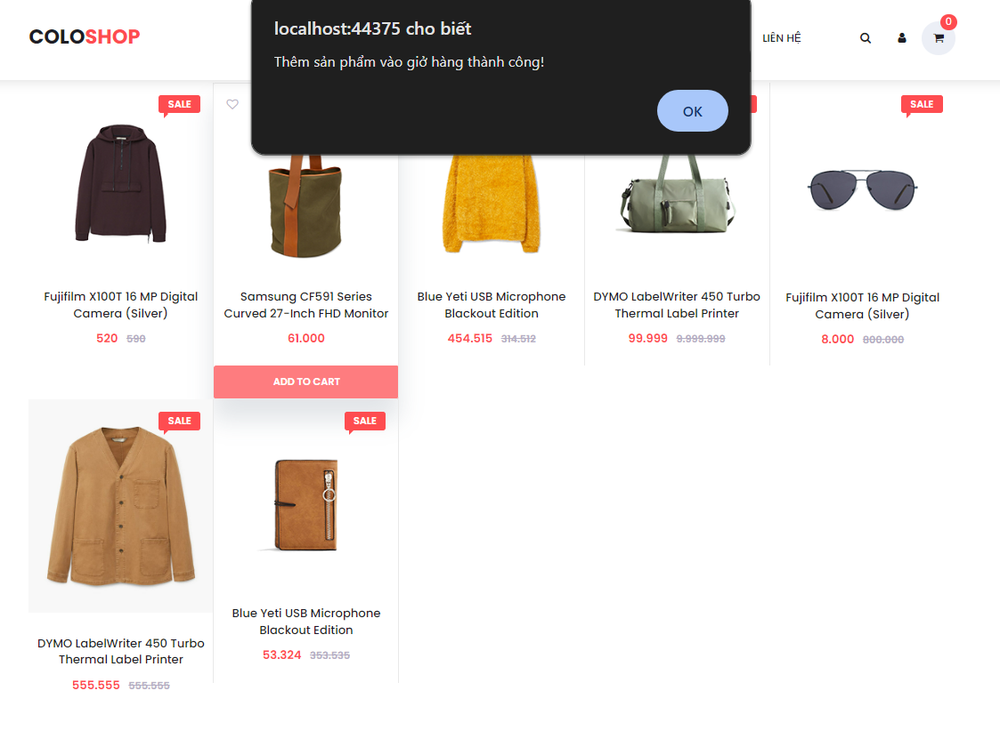 COLOSHOP
localhost:44375 cho biết
Thêm sản phẩm vào giở hàng thành công!
OK
LIÊN HỆ
0
SALE
SALE
Fujifilm X100T 16 MP Digital
Camera (Silver)
520 590
Samsung CF591 Series
Curved 27-Inch FHD Monitor
61.000
ADD TO CART
Blue Yeti USB Microphone
Blackout Edition
454.515 314.512
DYMO LabelWriter 450 Turbo
Thermal Label Printer
99.999 9.999.999
Fujifilm X100T 16 MP Digital
Camera (Silver)
8.000 800.000
SALE
SALE
DYMO LabelWriter 450 Turbo
Thermal Label Printer
555.555 555.555
Blue Yeti USB Microphone
Blackout Edition
53.324 353.535